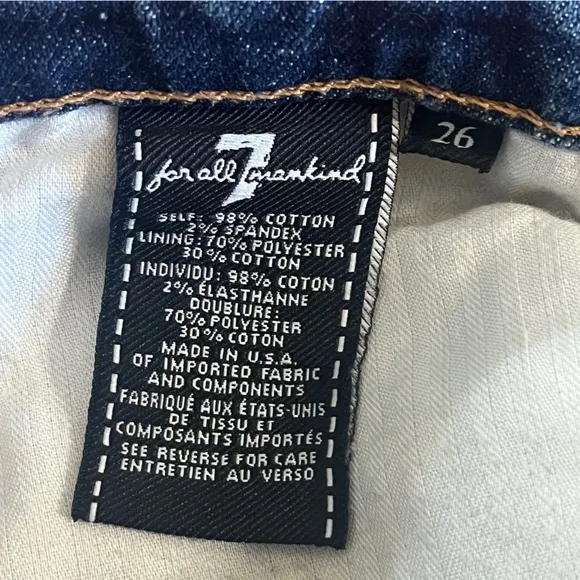 7
for all mankind
26
SELF: 98% COTTON
2% SPANDEX
LINING: 70% POLYESTER
30% COTTON
INDIVIDU: 98% COTON
2% ÉLASTHANNE
DOUBLURE:
70% POLYESTER
30% COTON
MADE IN U.S.A.
OF IMPORTED FABRIC
AND COMPONENTS
FABRIQUÉ AUX ÉTATS-UNIS
DE TISSU ET
COMPOSANTS IMPORTÉS
SEE REVERSE FOR CARE
ENTRETIEN AU VERSO